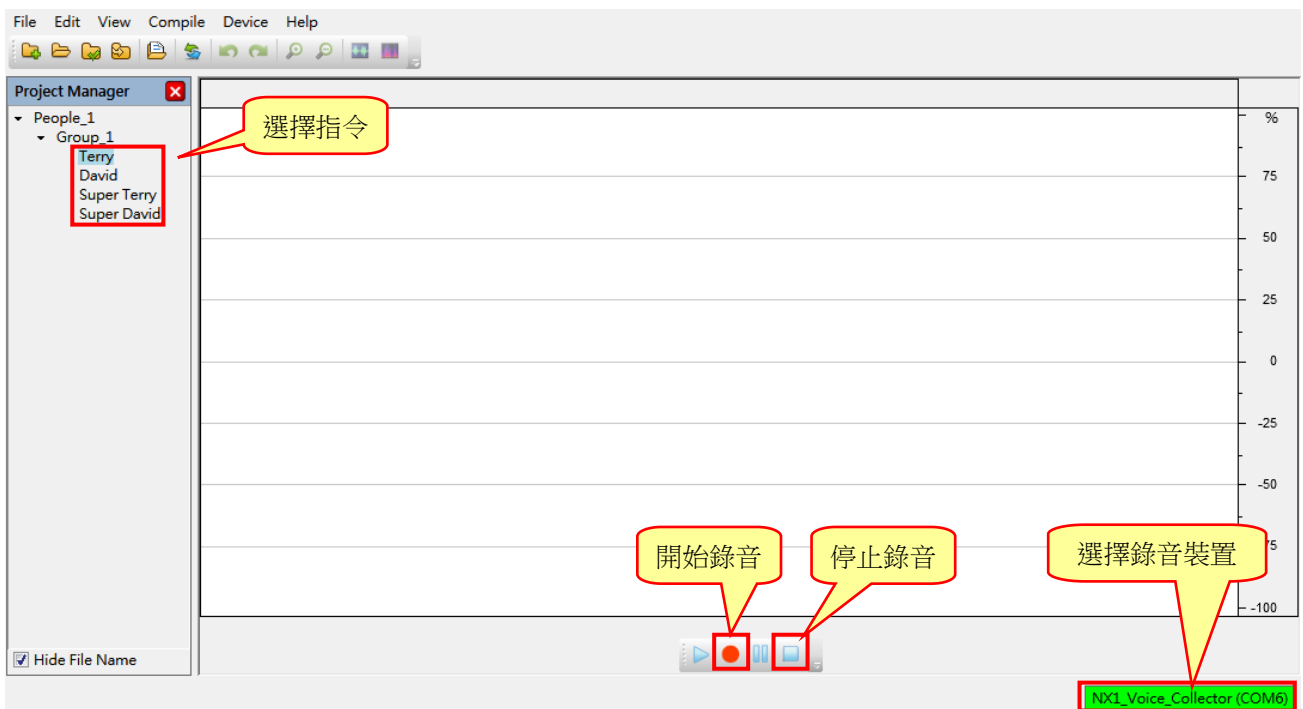 File Edit View Compile Device Help
Project Manager
People_1
Group_1
Terry
David
Super Terry
Super David
選擇指令
%
75
50
25
0
-25
-50
75
-100
開始錄音
停止錄音
選擇錄音裝置
Hide File Name
NX1_Voice_Collector (COM6)